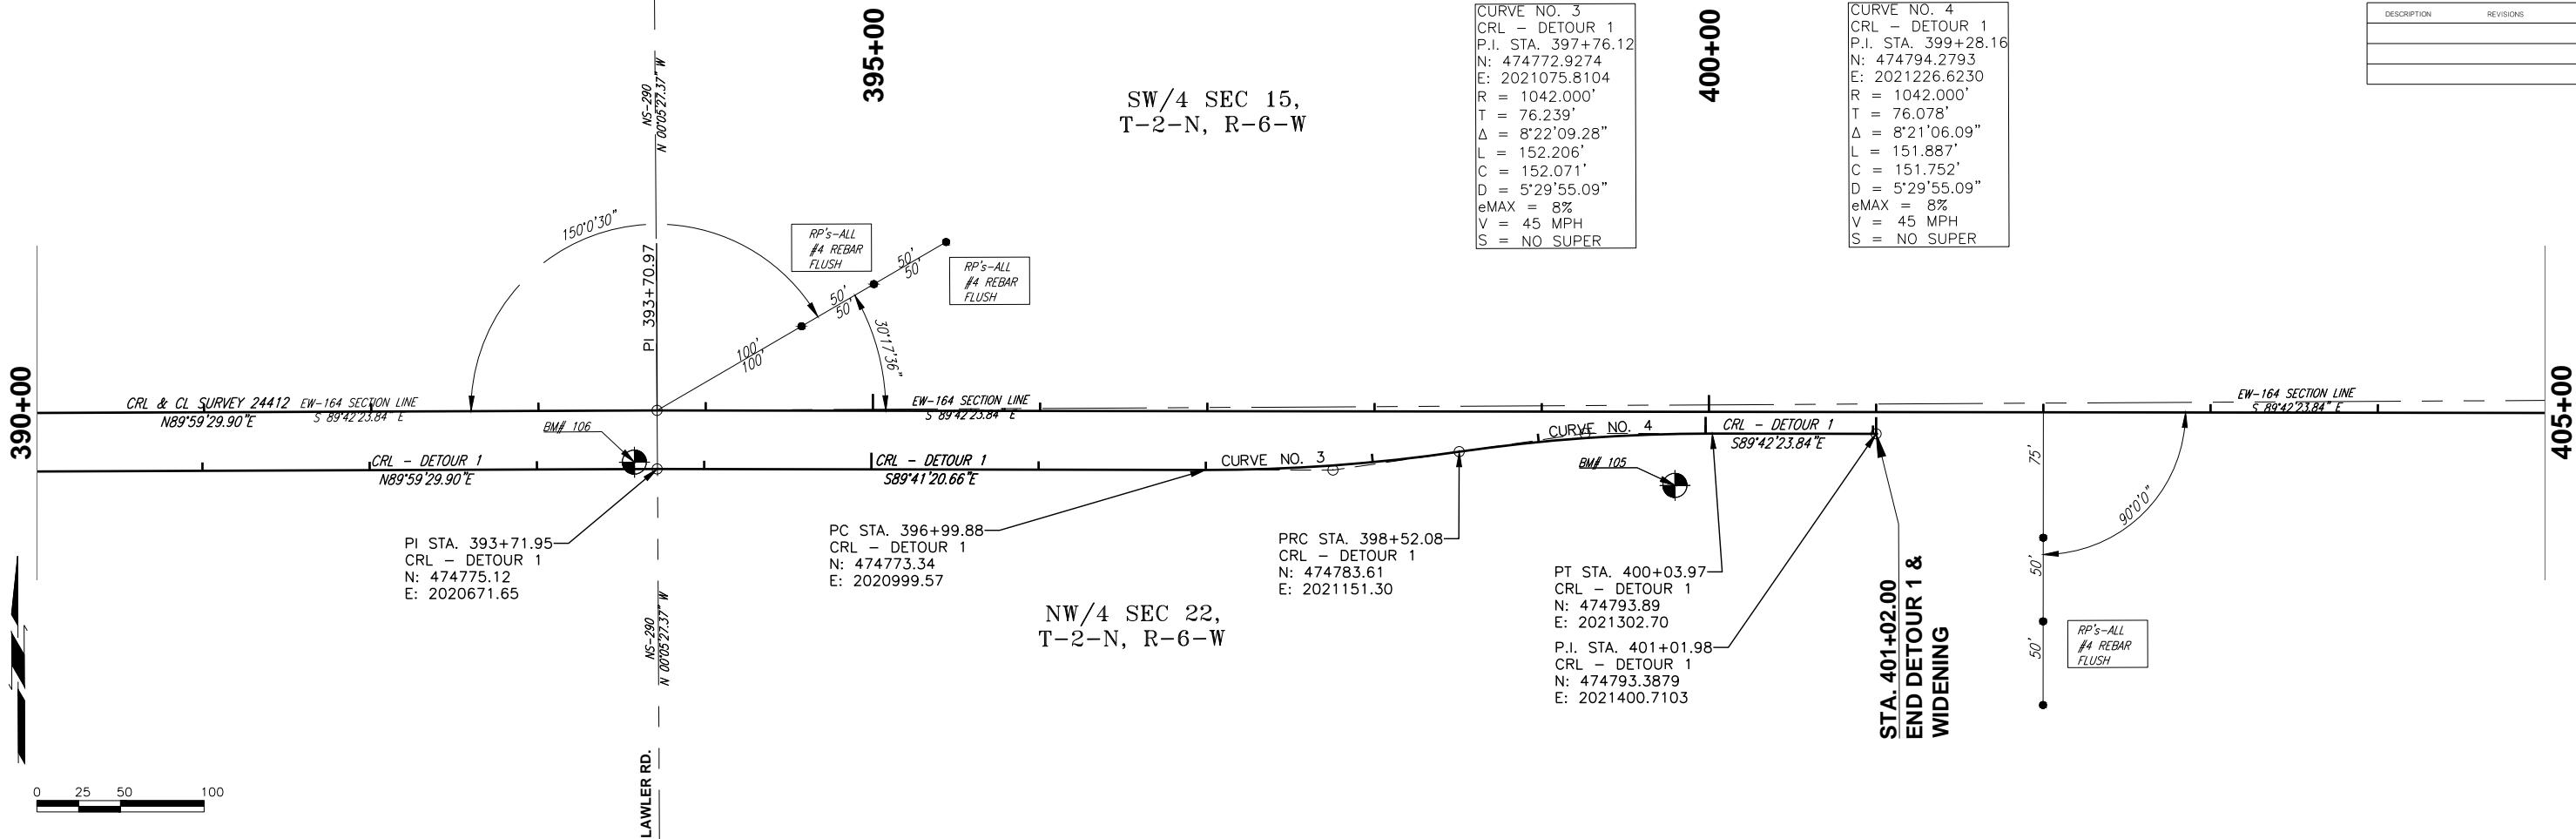 395+00
400+00
390+00
405+00
CURVE NO. 3
CRL - DETOUR 1
P.I. STA. 397+76.12
N: 474772.9274
E: 2021075.8104
R = 1042.000'
T = 76.239'
Δ = 8°22'09.28"
L = 152.206'
C = 152.071'
D = 5°29'55.09"
eMAX = 8%
V = 45 MPH
S = NO SUPER
CURVE NO. 4
CRL - DETOUR 1
P.I. STA. 399+28.16
N: 474794.2793
E: 2021226.6230
R = 1042.000'
T = 76.078'
Δ = 8°21'06.09"
L = 151.887'
C = 151.752'
D = 5°29'55.09"
eMAX = 8%
V = 45 MPH
S = NO SUPER
DESCRIPTION REVISIONS
NS-290
N 00°05'27.37" W
SW/4 SEC 15,
T-2-N, R-6-W
150°0'30"
PI 393+70.97
RP's-ALL
#4 REBAR
FLUSH
50'
50'
RP's-ALL
#4 REBAR
FLUSH
50'
50'
100'
100'
30°17'36"
CRL & CL SURVEY 24412
N89°59'29.90"E
EW-164 SECTION LINE
S 89°42'23.84" E
EW-164 SECTION LINE
S 89°42'23.84" E
EW-164 SECTION LINE
S 89°42'23.84" E
BM# 106
CRL - DETOUR 1
N89°59'29.90"E
CRL - DETOUR 1
S89°41'20.66"E
CURVE NO. 3
CURVE NO. 4
CRL - DETOUR 1
S89°42'23.84"E
BM# 105
75'
90°0'0"
50'
50'
PI STA. 393+71.95
CRL - DETOUR 1
N: 474775.12
E: 2020671.65
PC STA. 396+99.88
CRL - DETOUR 1
N: 474773.34
E: 2020999.57
PRC STA. 398+52.08
CRL - DETOUR 1
N: 474783.61
E: 2021151.30
PT STA. 400+03.97
CRL - DETOUR 1
N: 474793.89
E: 2021302.70
P.I. STA. 401+01.98
CRL - DETOUR 1
N: 474793.3879
E: 2021400.7103
STA. 401+02.00
END DETOUR 1 &
WIDENING
RP's-ALL
#4 REBAR
FLUSH
NS-290
N 00°05'27.37" W
NW/4 SEC 22,
T-2-N, R-6-W
LAWLER RD.
0 25 50 100